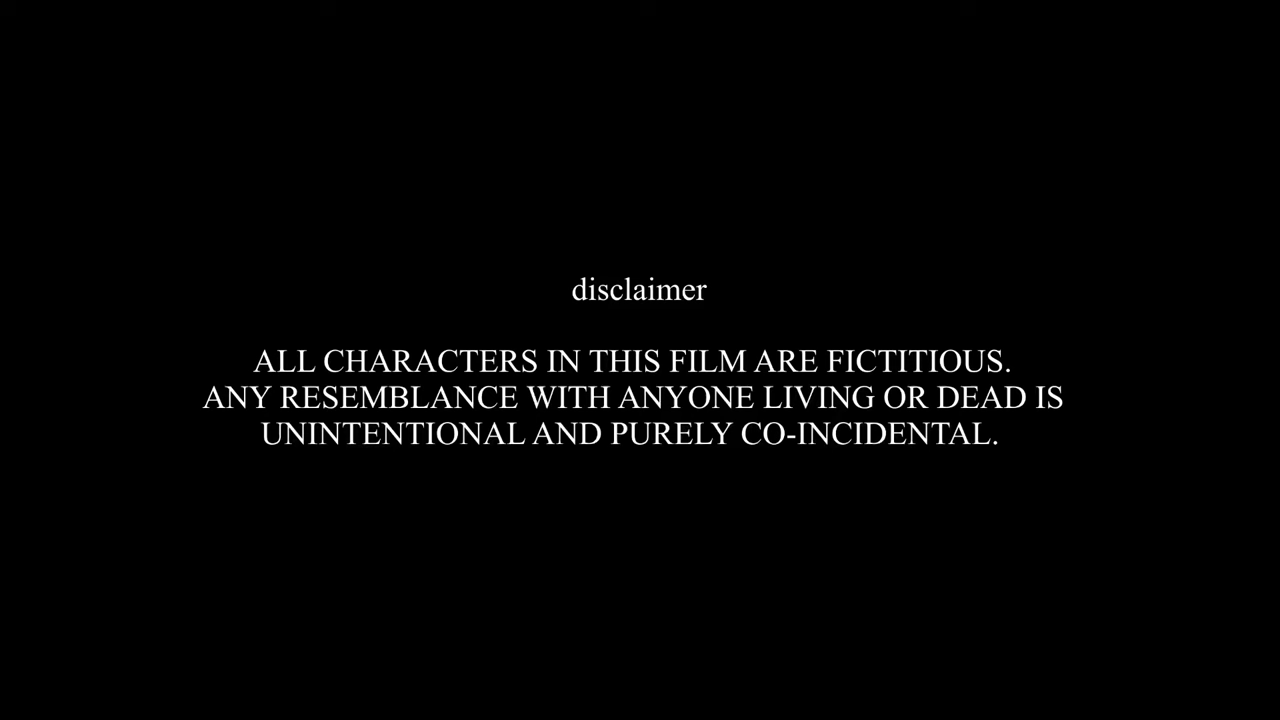 disclaimer
ALL CHARACTERS IN THIS FILM ARE FICTITIOUS.
ANY RESEMBLANCE WITH ANYONE LIVING OR DEAD IS
UNINTENTIONAL AND PURELY CO-INCIDENTAL.